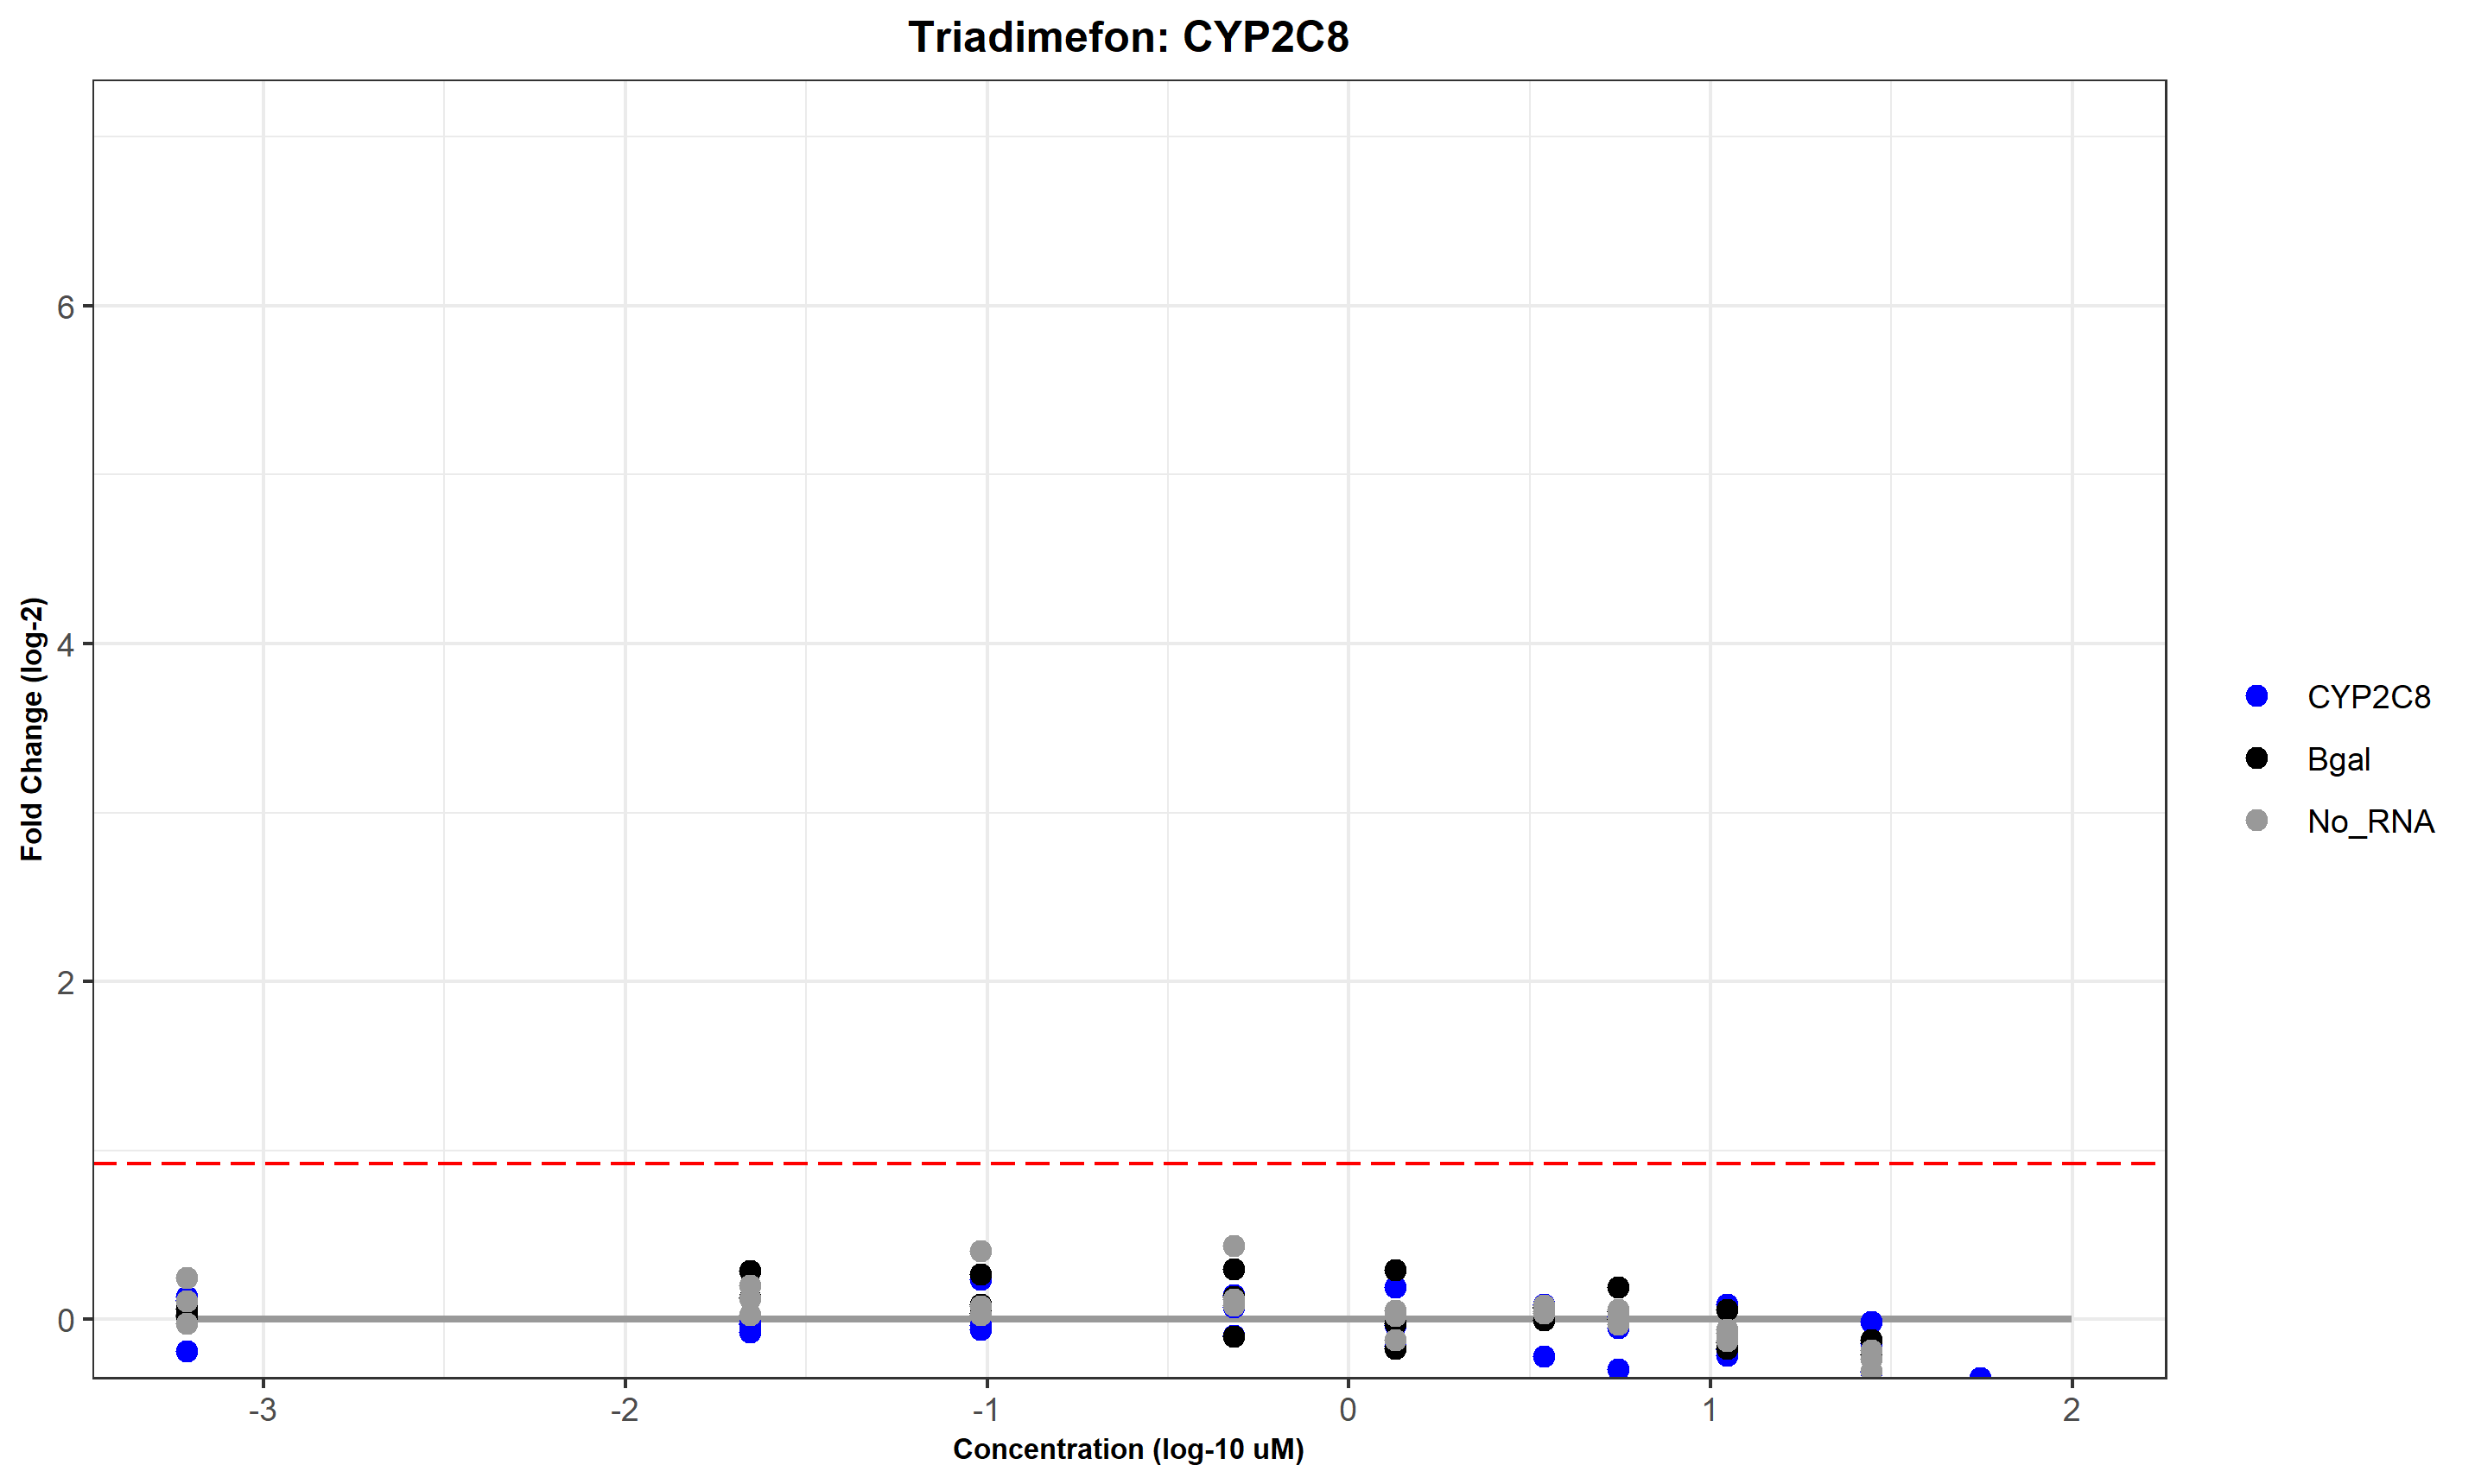 Triadimefon: CYP2C8
Fold Change (log-2)
6
4
2
0
-3
-2
-1
0
1
2
Concentration (log-10 uM)
CYP2C8
Bgal
No_RNA